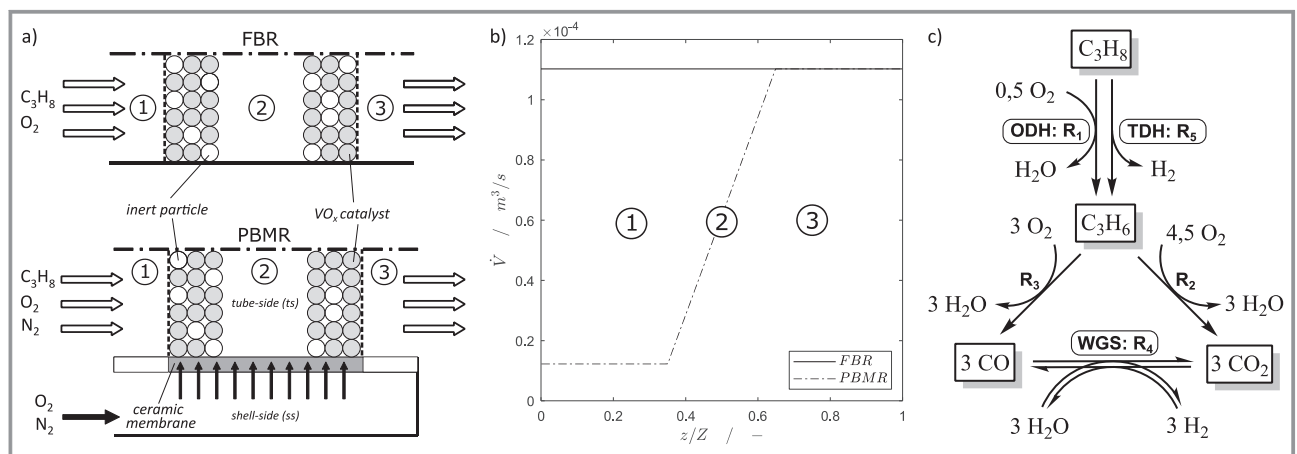 a)
FBR
C₃H₈
O₂
1
2
3
inert particle
VOₓ catalyst
PBMR
1
2
3
C₃H₈
O₂
N₂
tube-side (ts)
O₂
N₂
ceramic
membrane
shell-side (ss)
b)
×10⁻⁴
1.2
1
0.8
0.6
0.4
0.2
0
V̇ / m³/s
1
2
3
FBR
PBMR
0 0.2 0.4 0.6 0.8 1
z/Z / −
c)
C₃H₈
0,5 O₂
ODH: R₁
TDH: R₅
H₂O
H₂
C₃H₆
3 O₂
4,5 O₂
R₃
R₂
3 H₂O
3 H₂O
WGS: R₄
3 CO
3 CO₂
3 H₂O
3 H₂